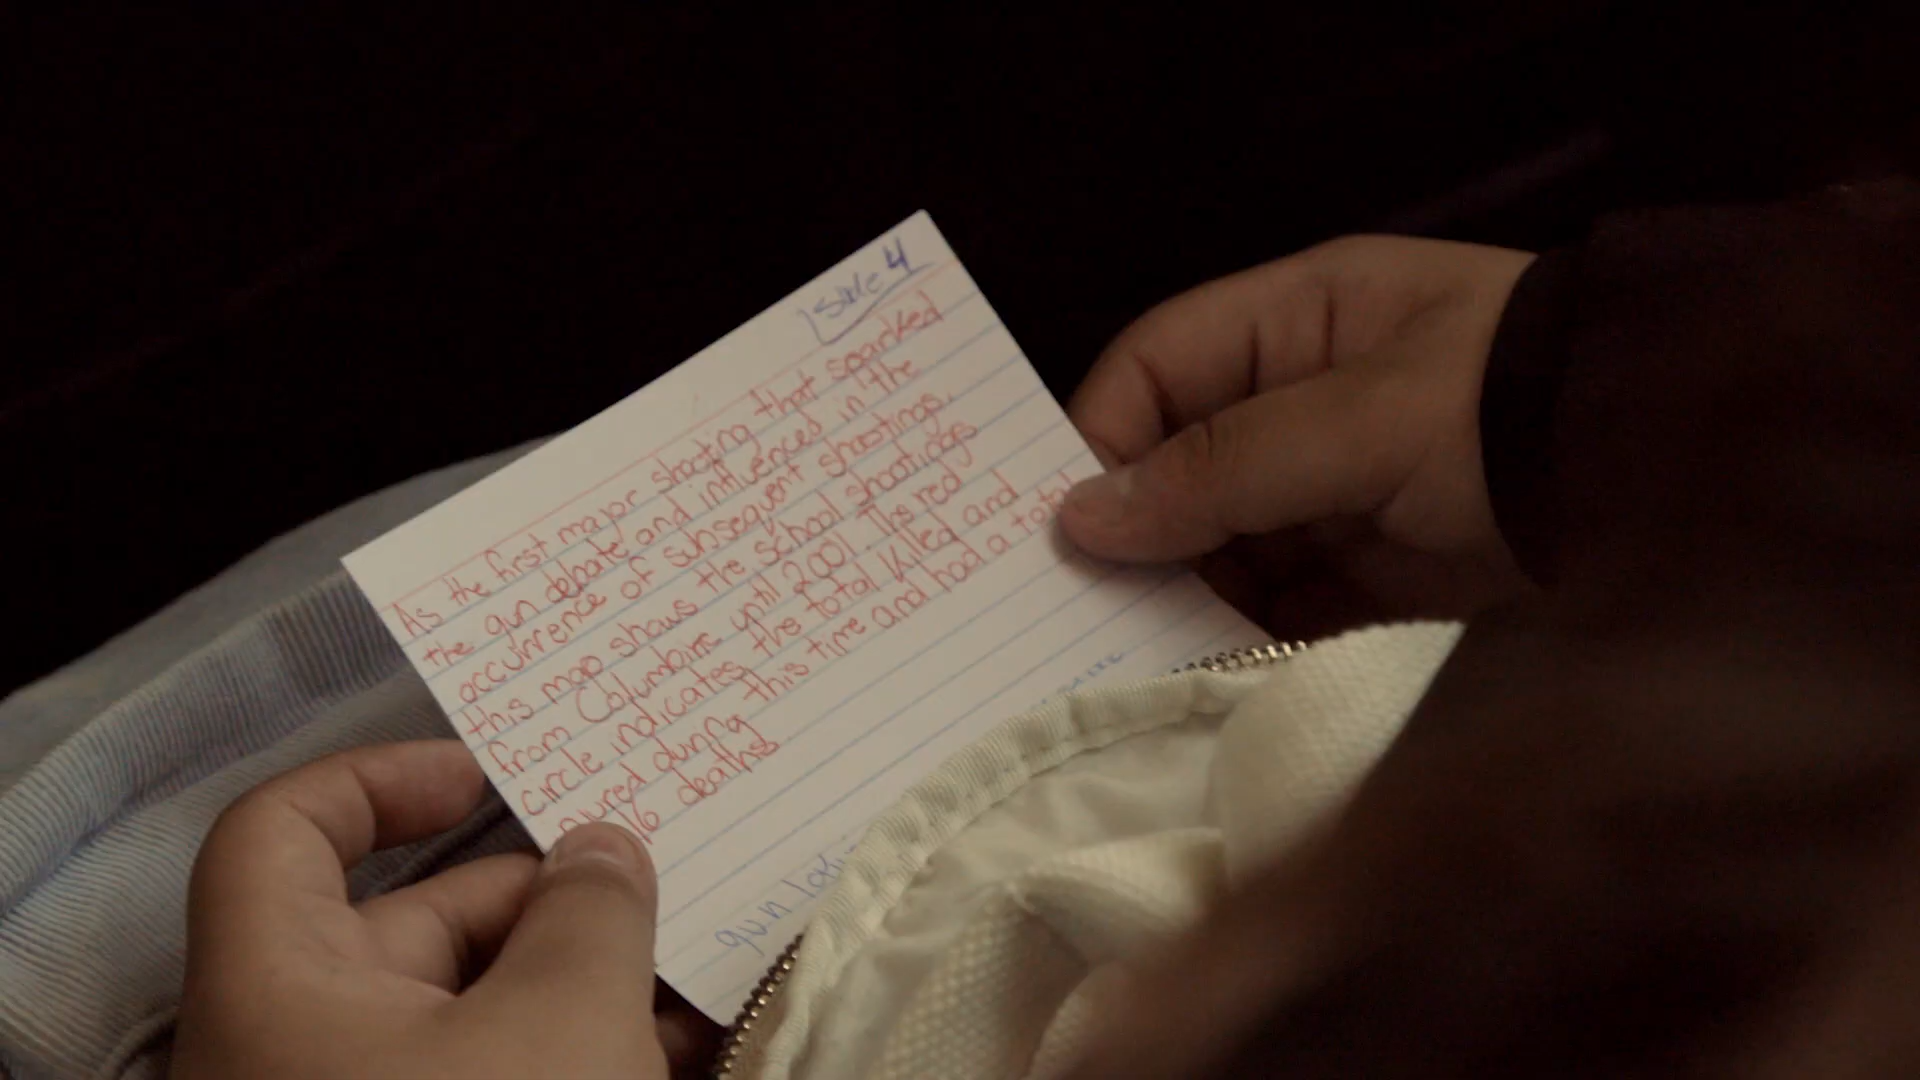 Slide 4
As the first major shooting that sparked
the gun debate and influenced in the
occurrence of subsequent shootings,
this map shows the school shootings
from Columbine until 2001. The red
circle indicates the total killed and
injured during this time and had a total
16 deaths.
gun